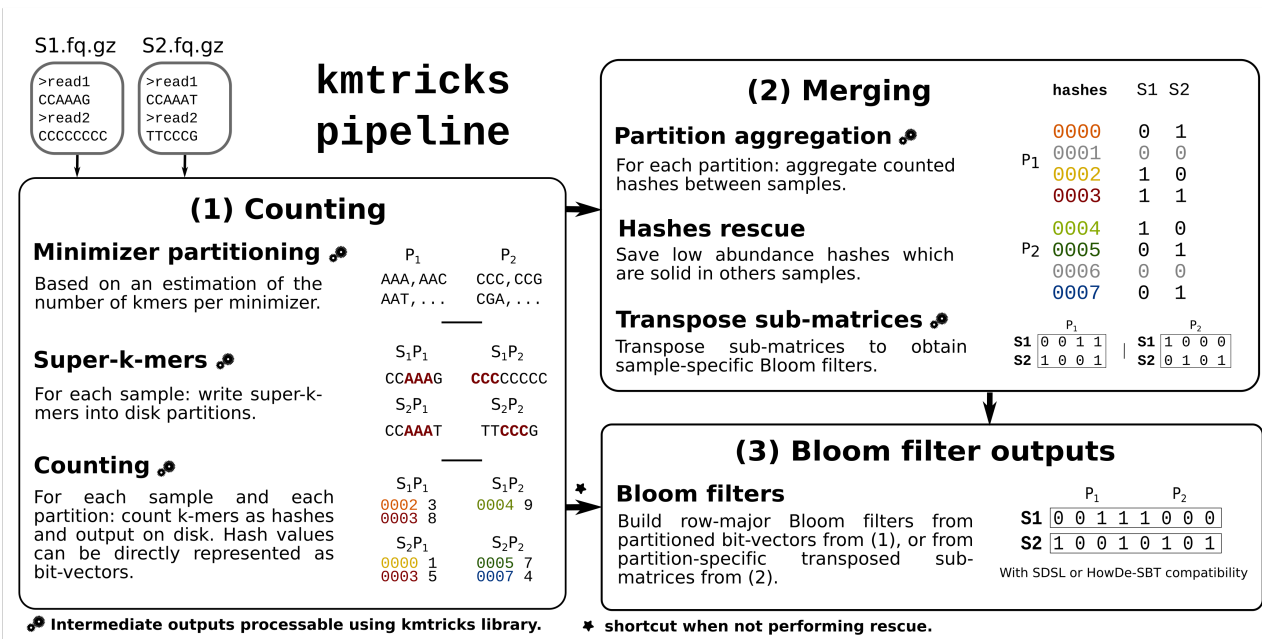 S1.fq.gz S2.fq.gz
>read1
CCAAAG
>read2
CCCCCCCC
>read1
CCAAAT
>read2
TTCCCG
kmtricks
pipeline
(1) Counting
Minimizer partitioning
Based on an estimation of the
number of kmers per minimizer.
P1 P2
AAA,AAC CCC,CCG
AAT,... CGA,...
Super-k-mers
For each sample: write super-k-
mers into disk partitions.
S1P1 S1P2
CCAAAG CCCCCCCC
S2P1 S2P2
CCAAAT TTCCCG
Counting
For each sample and each
partition: count k-mers as hashes
and output on disk. Hash values
can be directly represented as
bit-vectors.
S1P1 S1P2
0002 3 0004 9
0003 8
S2P1 S2P2
0000 1 0005 7
0003 5 0007 4
(2) Merging
Partition aggregation
For each partition: aggregate counted
hashes between samples.
Hashes rescue
Save low abundance hashes which
are solid in others samples.
Transpose sub-matrices
Transpose sub-matrices to obtain
sample-specific Bloom filters.
hashes S1 S2
P1
0000 0 1
0001 0 0
0002 1 0
0003 1 1
P2
0004 1 0
0005 0 1
0006 0 0
0007 0 1
P1 P2
S1 0 0 1 1 | S1 1 0 0 0
S2 1 0 0 1 S2 0 1 0 1
(3) Bloom filter outputs
Bloom filters
Build row-major Bloom filters from
partitioned bit-vectors from (1), or from
partition-specific transposed sub-
matrices from (2).
P1 P2
S1 0 0 1 1 1 0 0 0
S2 1 0 0 1 0 1 0 1
With SDSL or HowDe-SBT compatibility
Intermediate outputs processable using kmtricks library.
shortcut when not performing rescue.